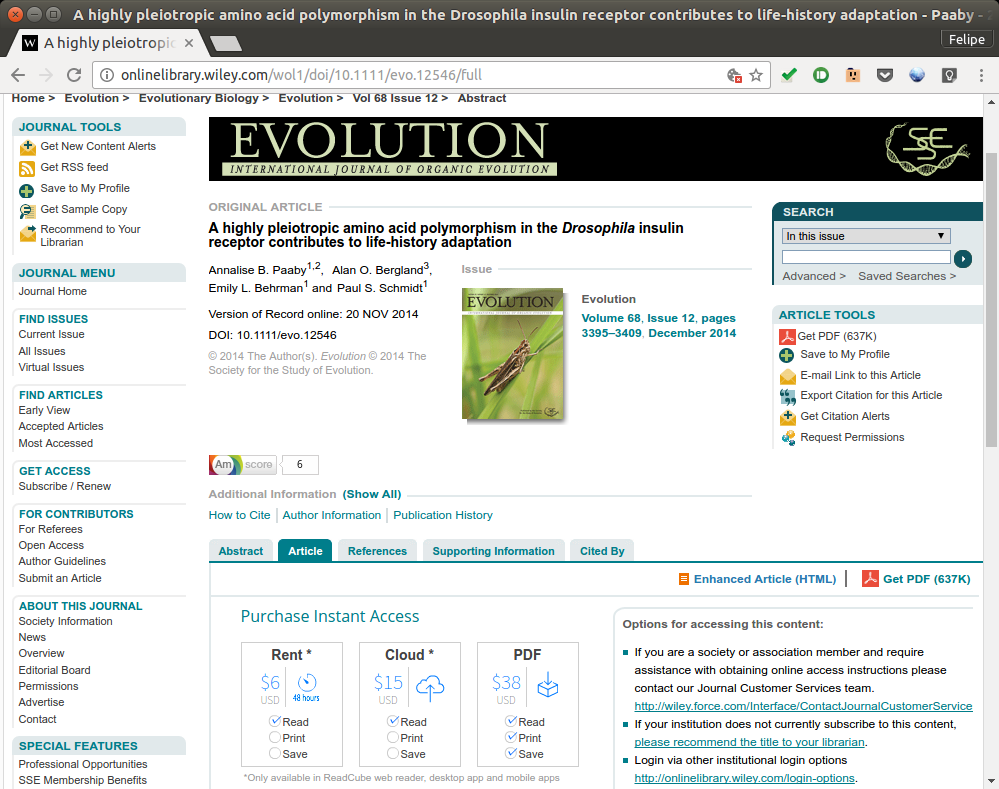 A highly pleiotropic amino acid polymorphism in the Drosophila insulin receptor contributes to life-history adaptation - Paaby -
A highly pleiotropic
Felipe
onlinelibrary.wiley.com/wol1/doi/10.1111/evo.12546/full
Home > Evolution > Evolutionary Biology > Evolution > Vol 68 Issue 12 > Abstract
JOURNAL TOOLS
Get New Content Alerts
Get RSS feed
Save to My Profile
Get Sample Copy
Recommend to Your
Librarian
JOURNAL MENU
Journal Home
FIND ISSUES
Current Issue
All Issues
Virtual Issues
FIND ARTICLES
Early View
Accepted Articles
Most Accessed
GET ACCESS
Subscribe / Renew
FOR CONTRIBUTORS
For Referees
Open Access
Author Guidelines
Submit an Article
ABOUT THIS JOURNAL
Society Information
News
Overview
Editorial Board
Permissions
Advertise
Contact
SPECIAL FEATURES
Professional Opportunities
SSE Membership Benefits
EVOLUTION
INTERNATIONAL JOURNAL OF ORGANIC EVOLUTION
SSE
ORIGINAL ARTICLE
A highly pleiotropic amino acid polymorphism in the Drosophila insulin
receptor contributes to life-history adaptation
Annalise B. Paaby1,2, Alan O. Bergland3,
Emily L. Behrman1 and Paul S. Schmidt1
Version of Record online: 20 NOV 2014
DOI: 10.1111/evo.12546
© 2014 The Author(s). Evolution © 2014 The
Society for the Study of Evolution.
Issue
EVOLUTION
Evolution
Volume 68, Issue 12, pages
3395–3409, December 2014
Am score 6
Additional Information (Show All)
How to Cite Author Information Publication History
SEARCH
In this issue
Advanced > Saved Searches >
ARTICLE TOOLS
Get PDF (637K)
Save to My Profile
E-mail Link to this Article
Export Citation for this Article
Get Citation Alerts
Request Permissions
Abstract Article References Supporting Information Cited By
Enhanced Article (HTML) Get PDF (637K)
Purchase Instant Access
Rent *
$6
USD
48 hours
Read
Print
Save
Cloud *
$15
USD
Read
Print
Save
PDF
$38
USD
Read
Print
Save
*Only available in ReadCube web reader, desktop app and mobile apps
Options for accessing this content:
If you are a society or association member and require
assistance with obtaining online access instructions please
contact our Journal Customer Services team.
http://wiley.force.com/Interface/ContactJournalCustomerService
If your institution does not currently subscribe to this content,
please recommend the title to your librarian.
Login via other institutional login options
http://onlinelibrary.wiley.com/login-options.